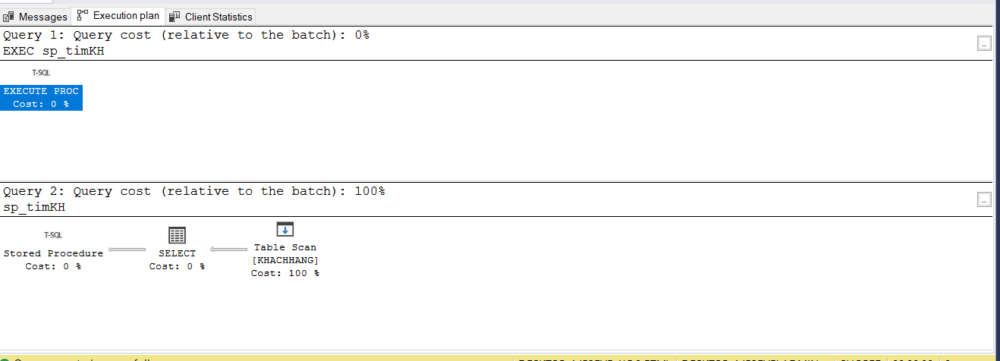 Messages Execution plan Client Statistics
Query 1: Query cost (relative to the batch): 0%
EXEC sp_timKH
T-SQL
EXECUTE PROC
Cost: 0 %
Query 2: Query cost (relative to the batch): 100%
sp_timKH
T-SQL
Stored Procedure
Cost: 0 %
SELECT
Cost: 0 %
Table Scan
[KHACHHANG]
Cost: 100 %